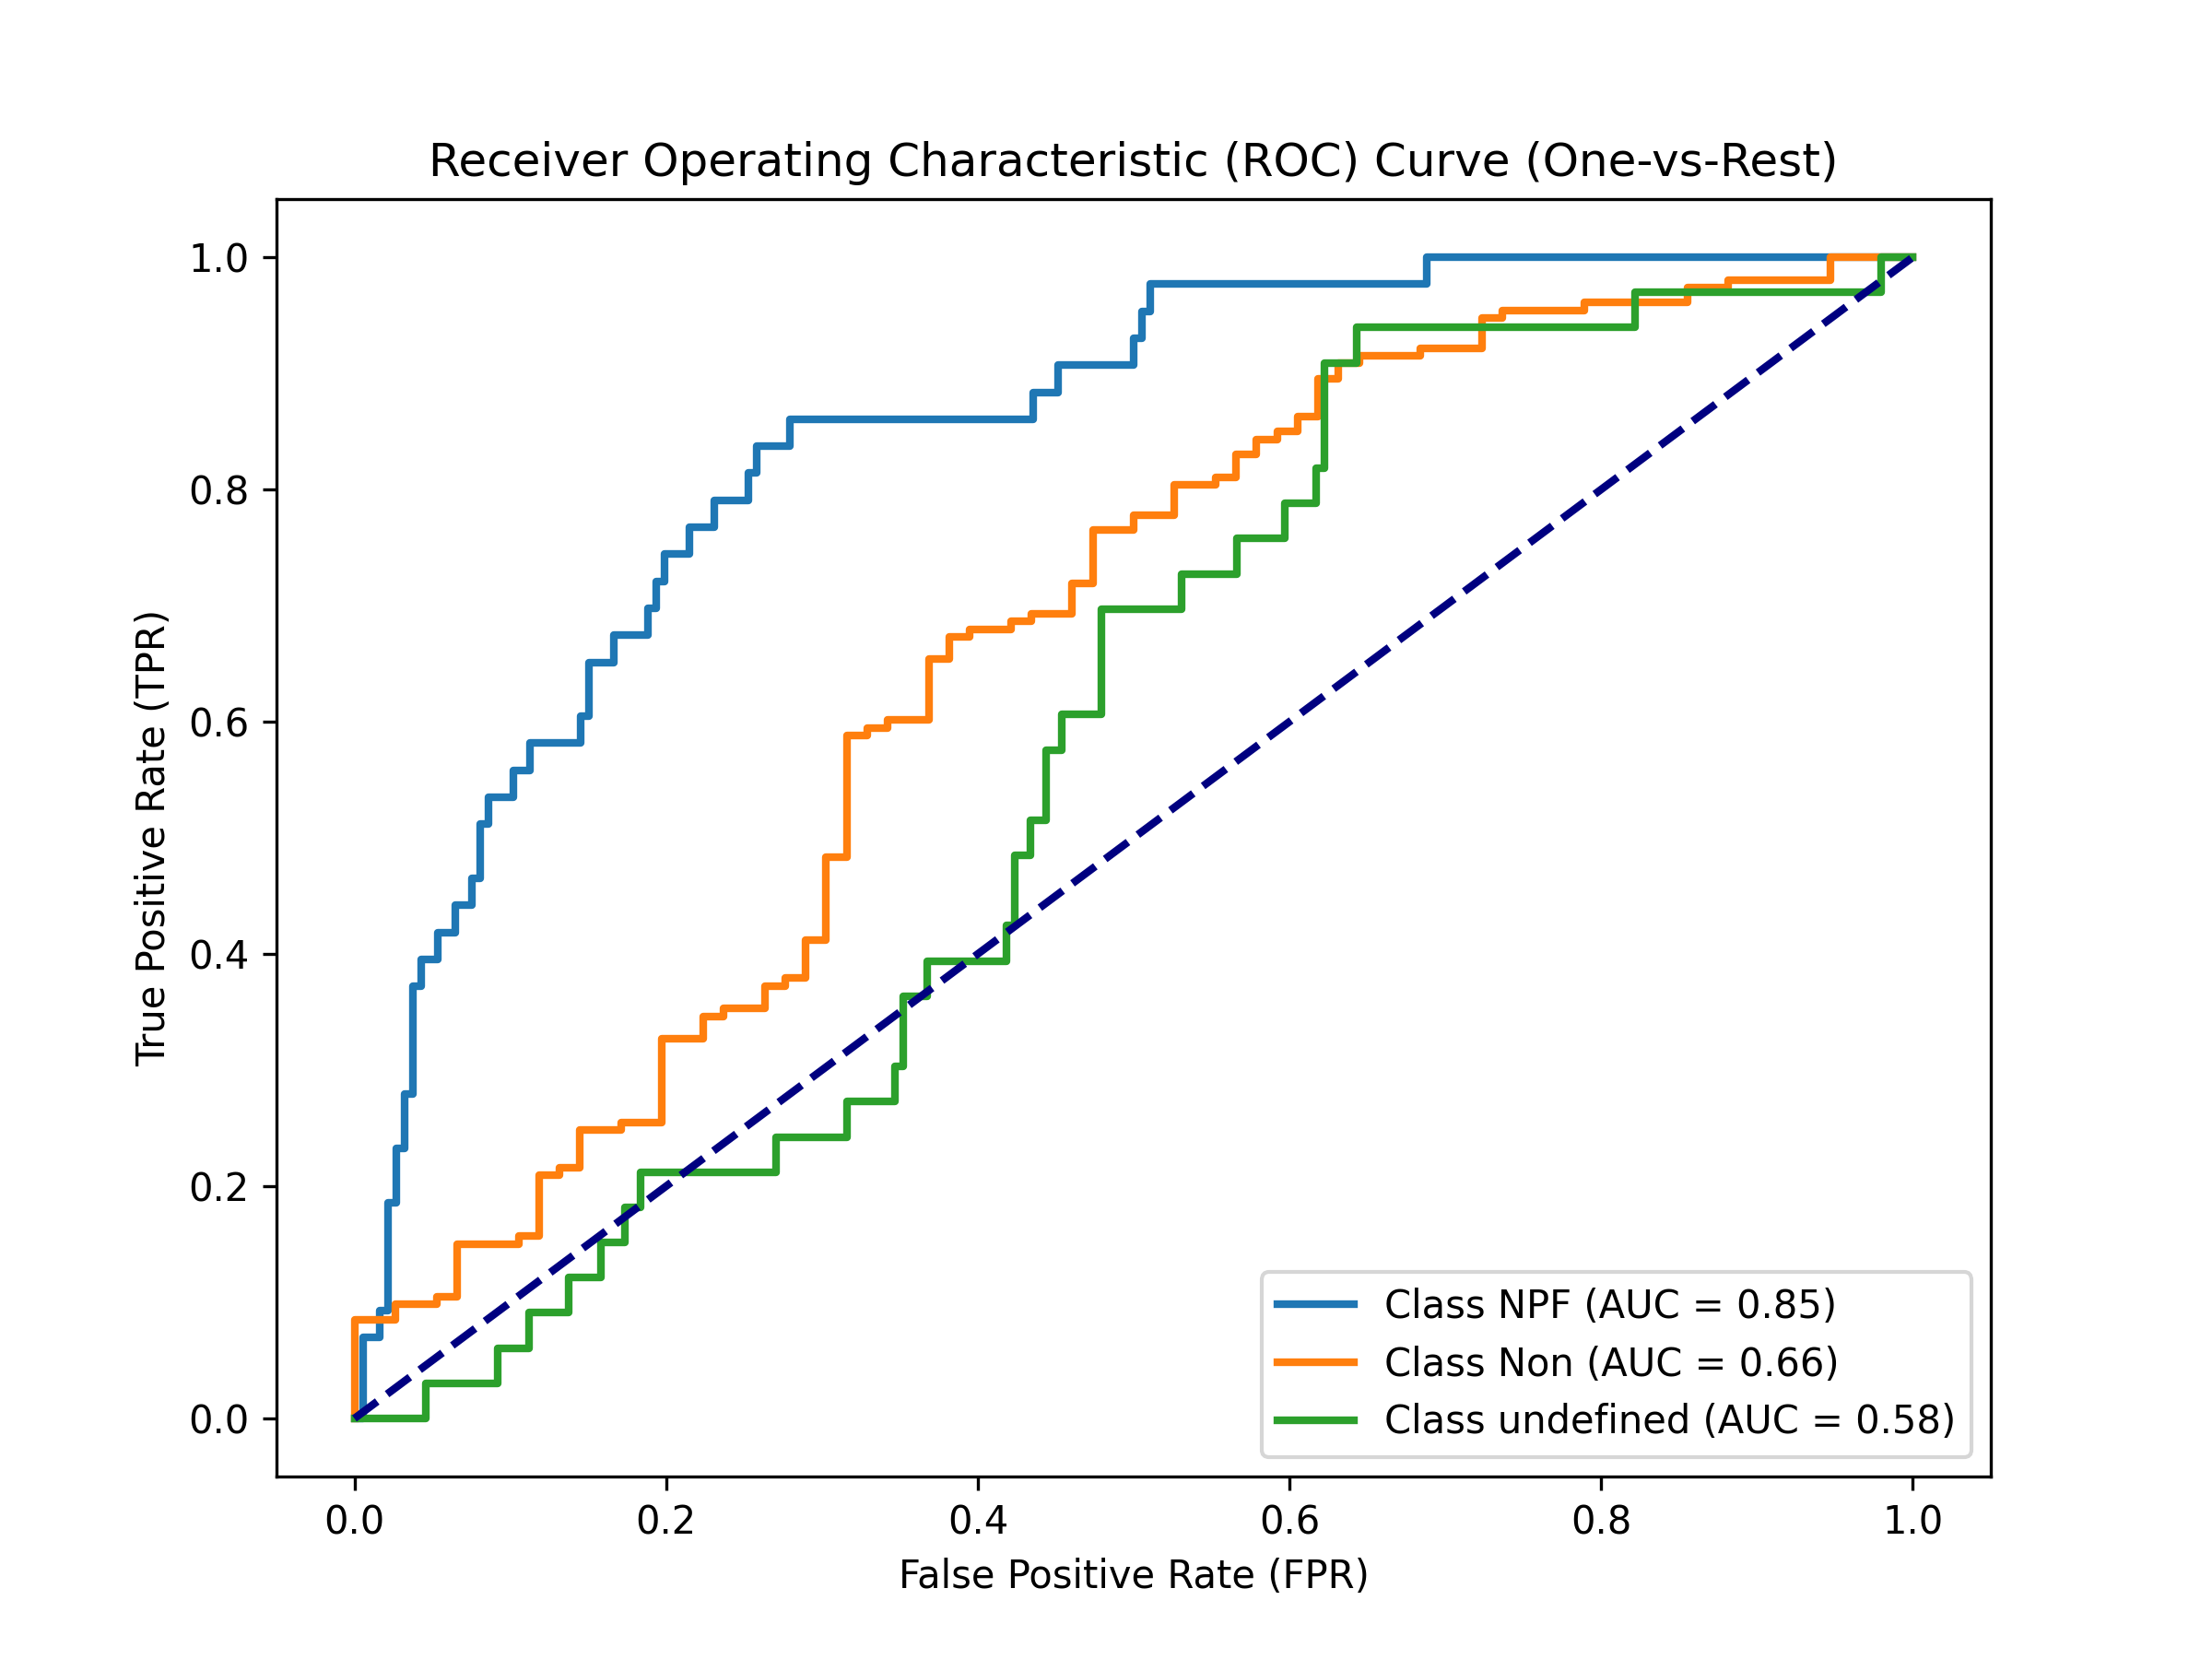 Receiver Operating Characteristic (ROC) Curve (One-vs-Rest)
True Positive Rate (TPR)
1.0
0.8
0.6
0.4
0.2
0.0
Class NPF (AUC = 0.85)
Class Non (AUC = 0.66)
Class undefined (AUC = 0.58)
0.0 0.2 0.4 0.6 0.8 1.0
False Positive Rate (FPR)